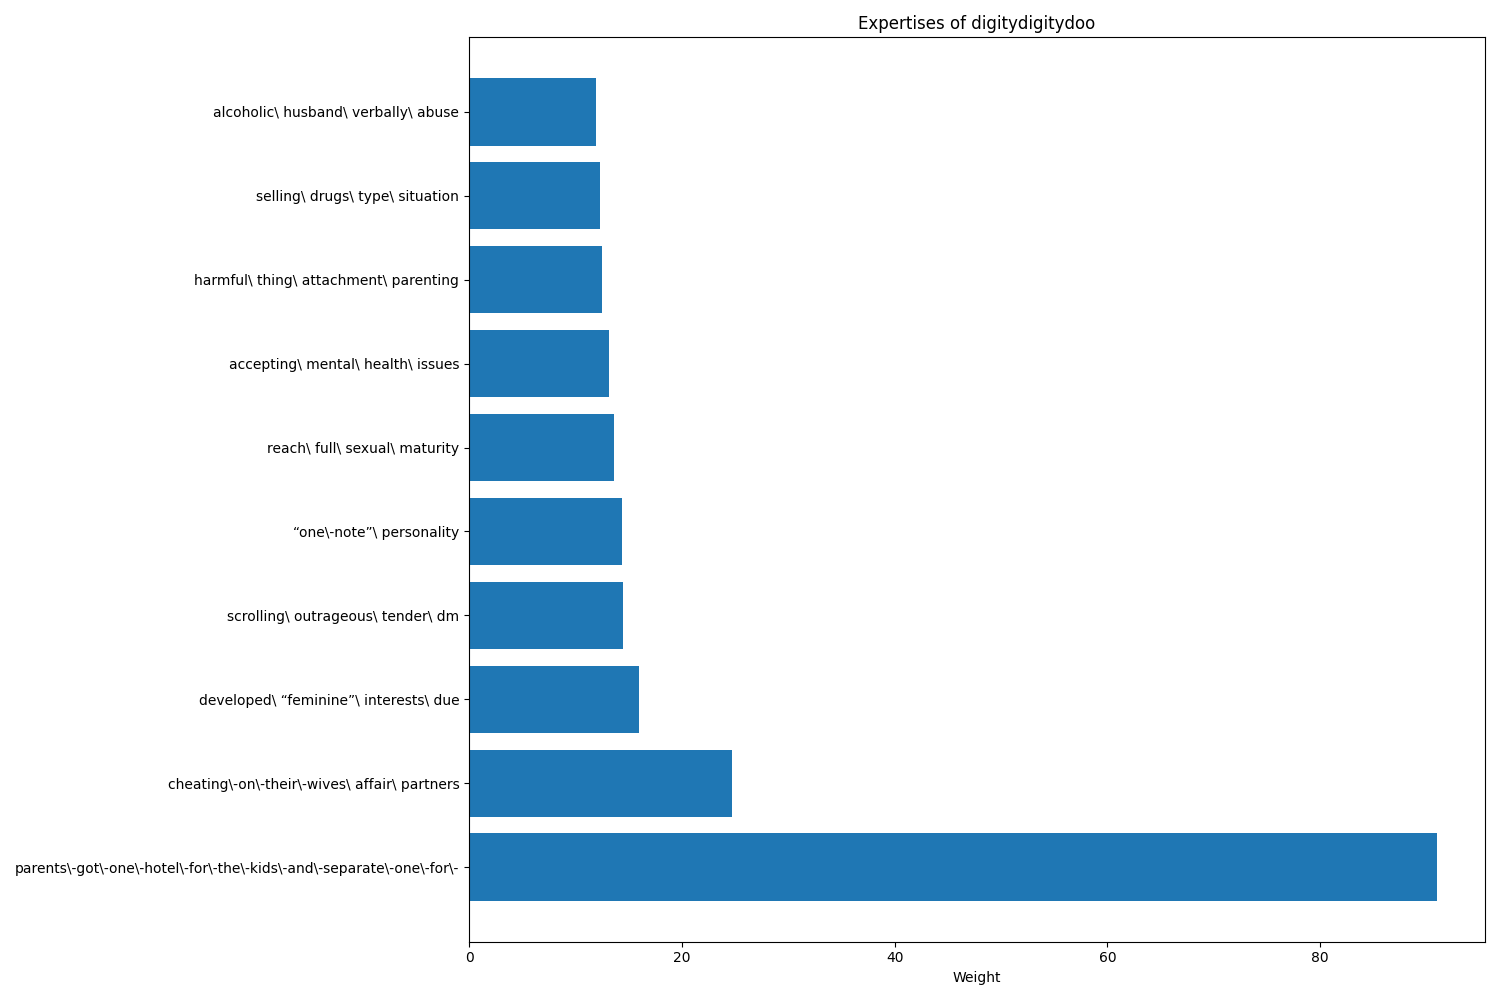 Expertises of digitydigitydoo
alcoholic\ husband\ verbally\ abuse
selling\ drugs\ type\ situation
harmful\ thing\ attachment\ parenting
accepting\ mental\ health\ issues
reach\ full\ sexual\ maturity
“one\-note”\ personality
scrolling\ outrageous\ tender\ dm
developed\ “feminine”\ interests\ due
cheating\-on\-their\-wives\ affair\ partners
parents\-got\-one\-hotel\-for\-the\-kids\-and\-separate\-one\-for\-
0 20 40 60 80
Weight